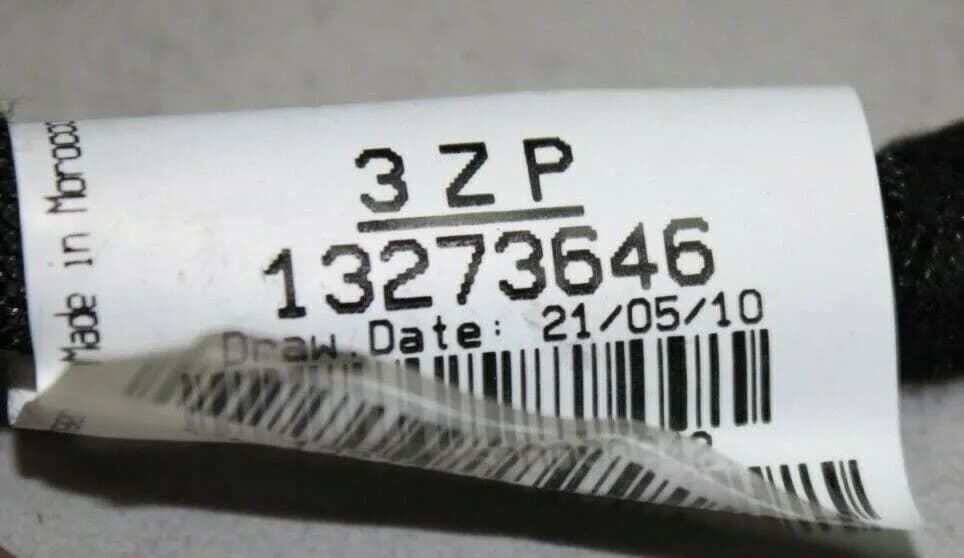 Made in Morocco
3ZP
13273646
Draw.Date: 21/05/10